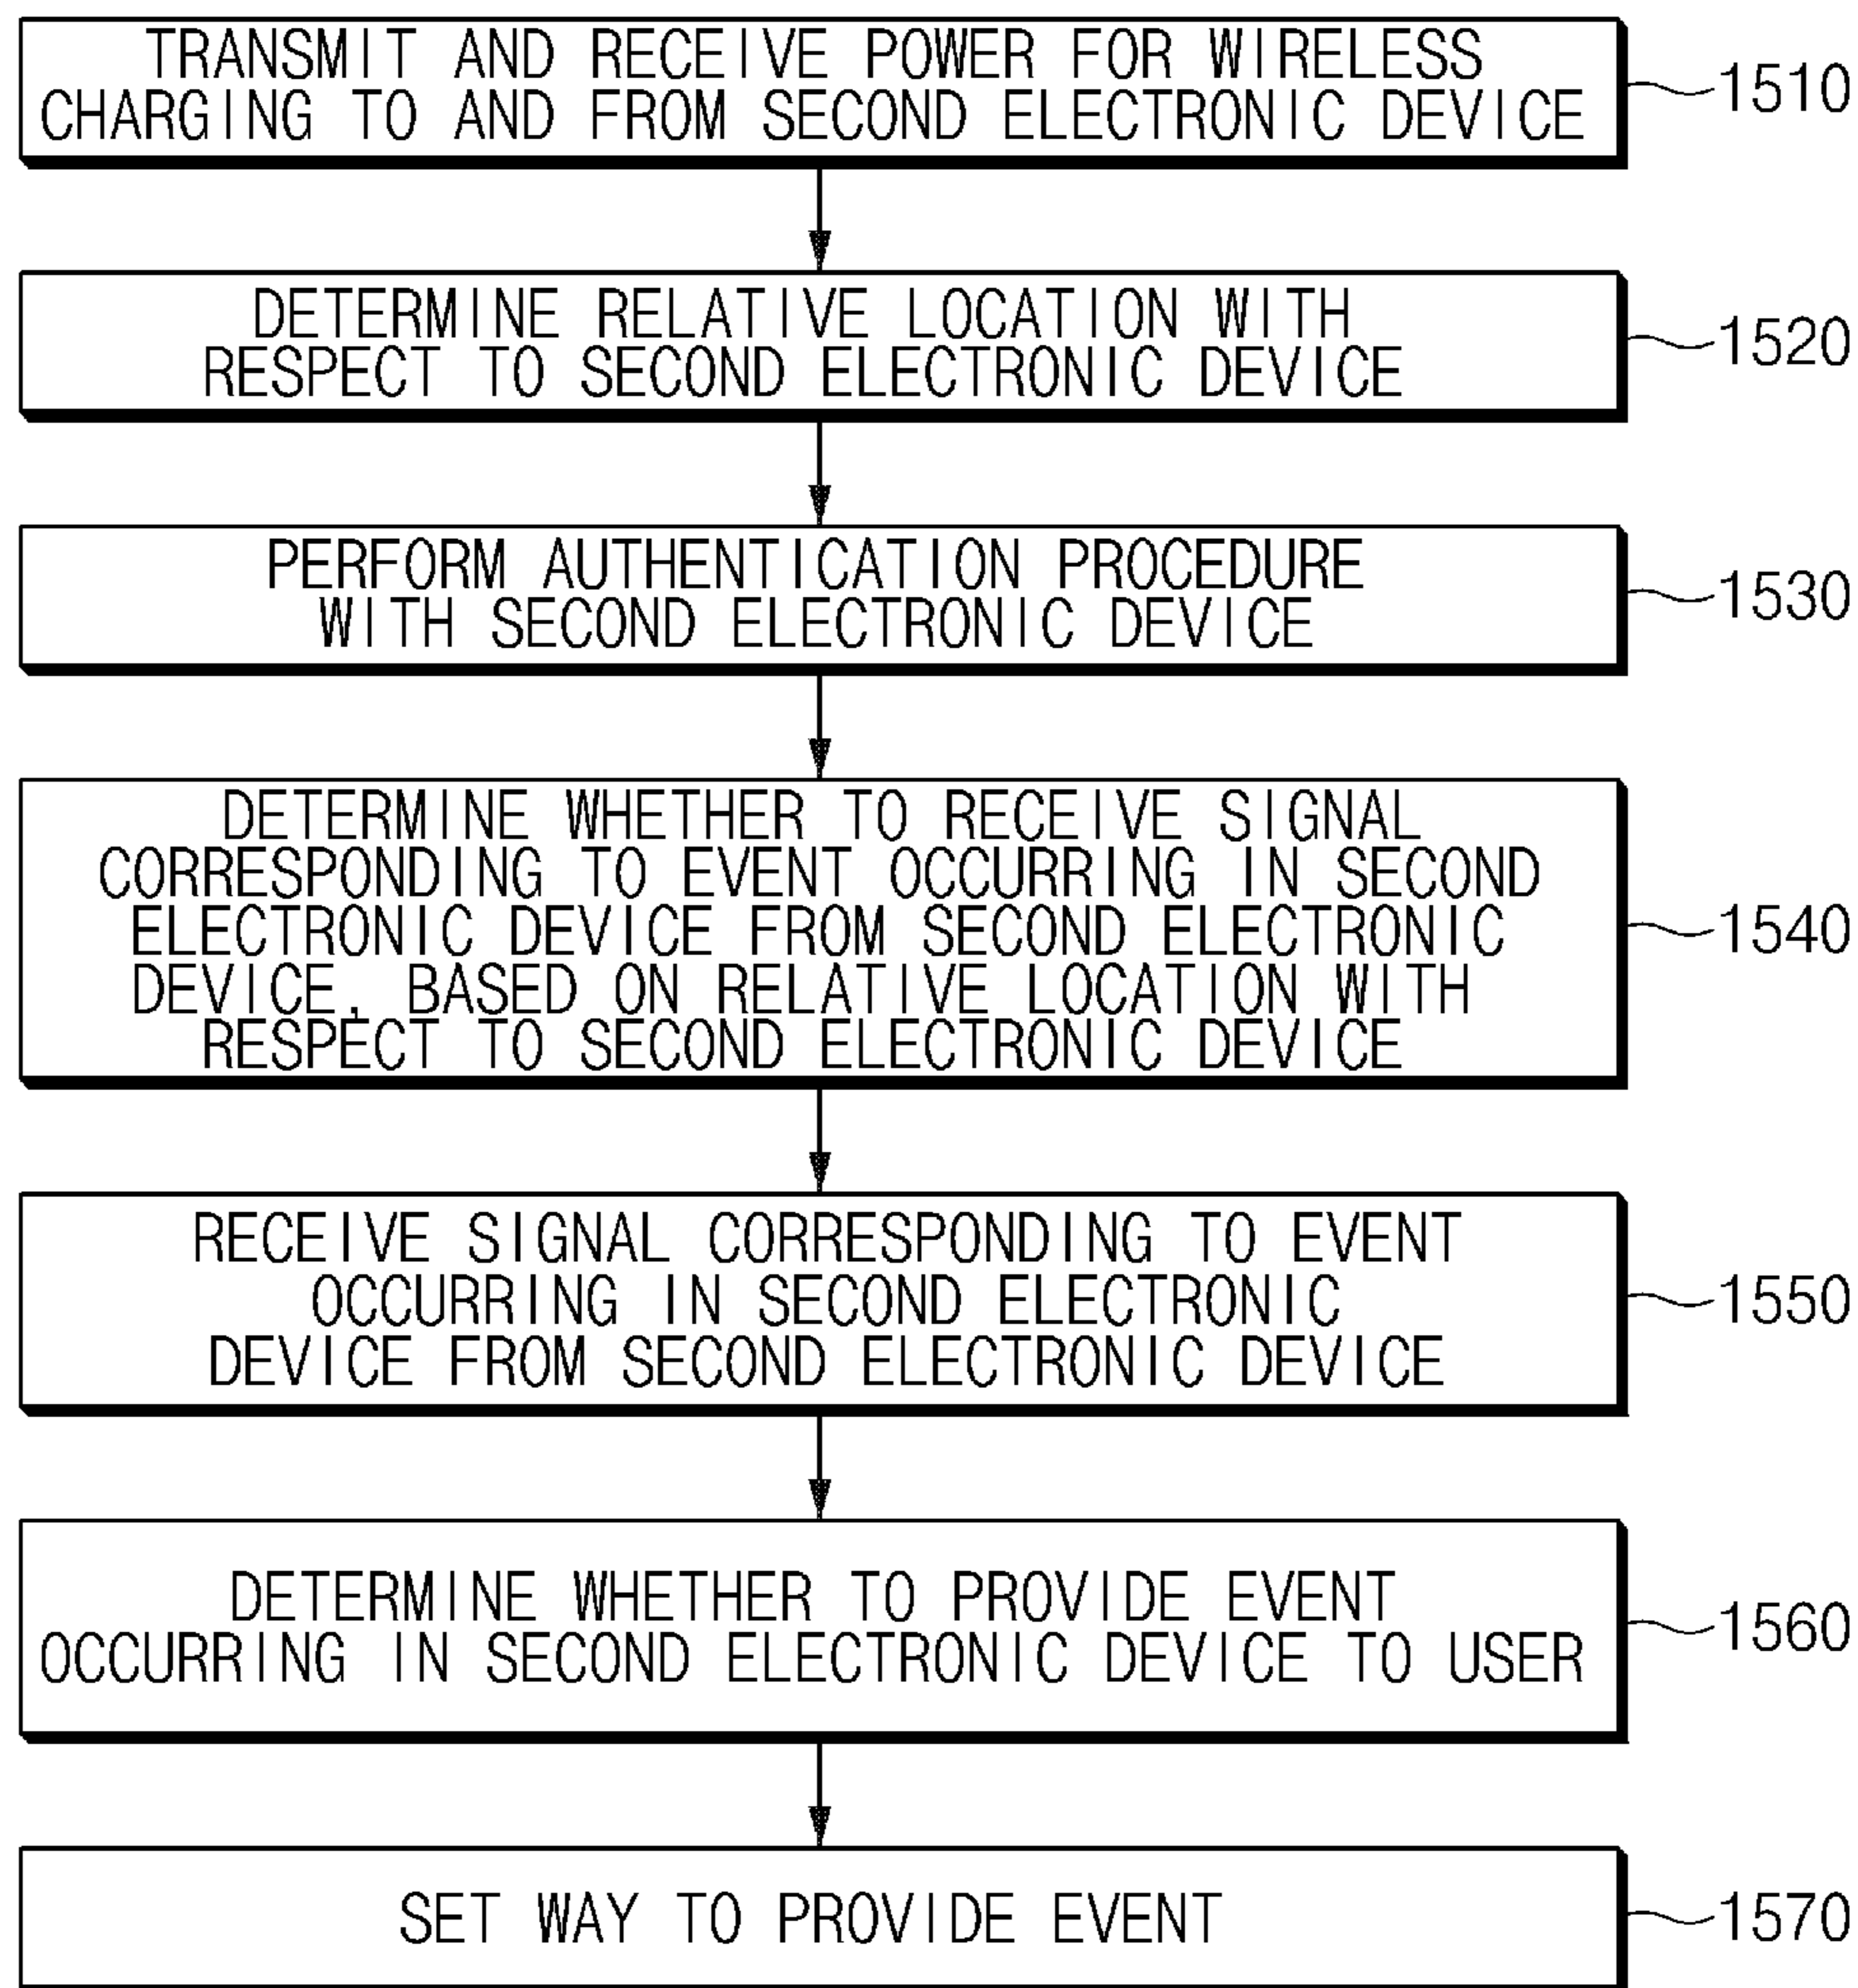 TRANSMIT AND RECEIVE POWER FOR WIRELESS
CHARGING TO AND FROM SECOND ELECTRONIC DEVICE
1510
DETERMINE RELATIVE LOCATION WITH
RESPECT TO SECOND ELECTRONIC DEVICE
1520
PERFORM AUTHENTICATION PROCEDURE
WITH SECOND ELECTRONIC DEVICE
1530
DETERMINE WHETHER TO RECEIVE SIGNAL
CORRESPONDING TO EVENT OCCURRING IN SECOND
ELECTRONIC DEVICE FROM SECOND ELECTRONIC
DEVICE, BASED ON RELATIVE LOCATION WITH
RESPECT TO SECOND ELECTRONIC DEVICE
1540
RECEIVE SIGNAL CORRESPONDING TO EVENT
OCCURRING IN SECOND ELECTRONIC
DEVICE FROM SECOND ELECTRONIC DEVICE
1550
DETERMINE WHETHER TO PROVIDE EVENT
OCCURRING IN SECOND ELECTRONIC DEVICE TO USER
1560
SET WAY TO PROVIDE EVENT
1570